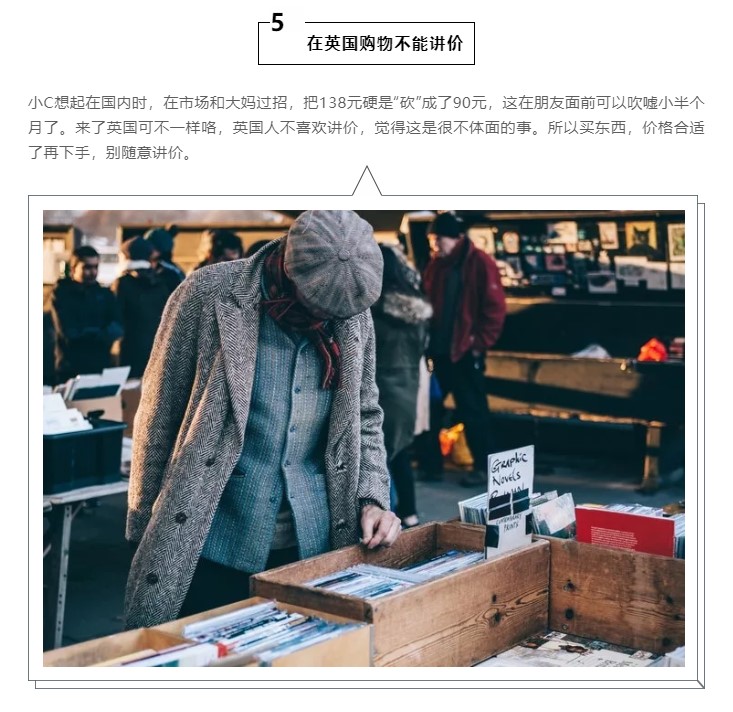 5
在英国购物不能讲价
小C想起在国内时，在市场和大妈过招，把138元硬是“砍”成了90元，这在朋友面前可以吹嘘小半个
月了。来了英国可不一样咯，英国人不喜欢讲价，觉得这是很不体面的事。所以买东西，价格合适
了再下手，别随意讲价。
Graphic
Novels
CONTEMPORARY
PRINTS